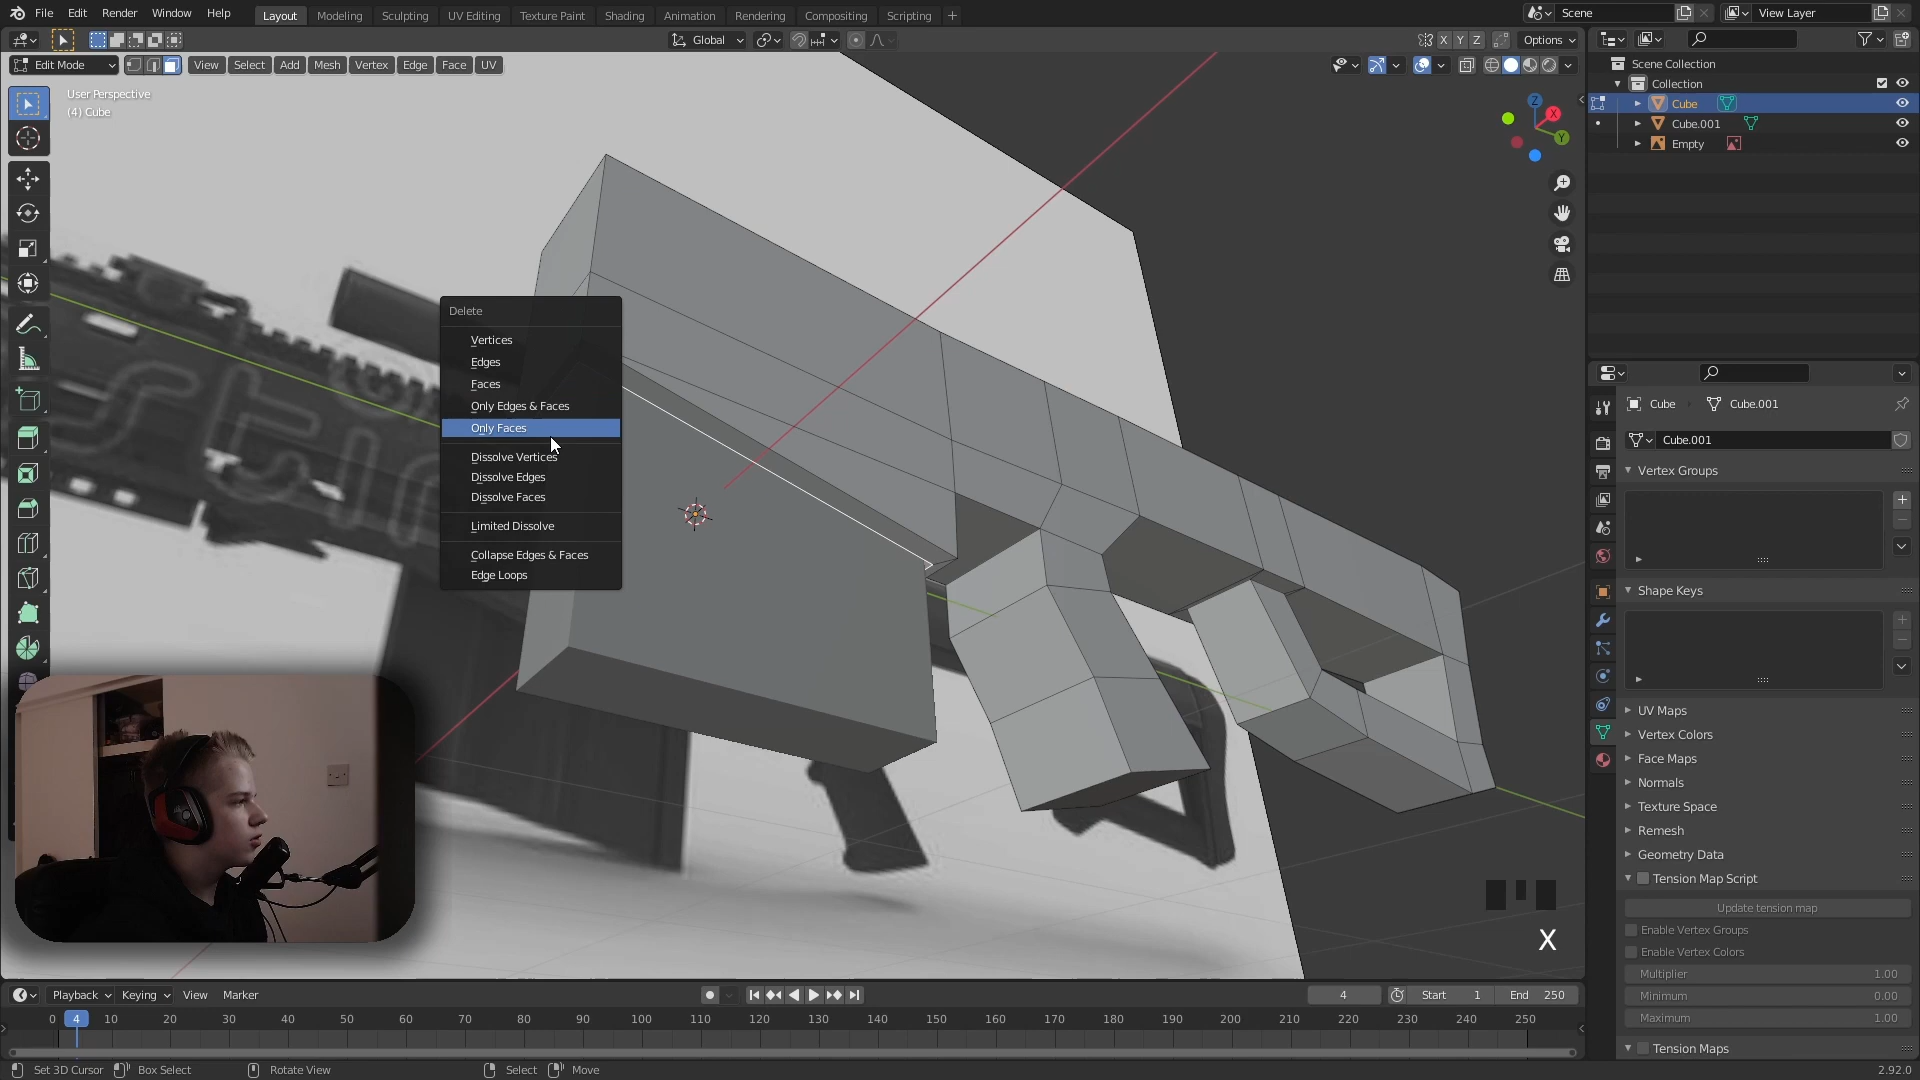 File Edit Render Window Help
Layout Modeling Sculpting UV Editing Texture Paint Shading Animation Rendering Compositing Scripting +
Scene
View Layer
Global
X Y Z
Options
Edit Mode
View Select Add Mesh Vertex Edge Face UV
User Perspective
(4) Cube
Z
X
Y
Scene Collection
Collection
Cube
Cube.001
Empty
Delete
Vertices
Edges
Faces
Only Edges & Faces
Only Faces
Dissolve Vertices
Dissolve Edges
Dissolve Faces
Limited Dissolve
Collapse Edges & Faces
Edge Loops
Cube
Cube.001
Cube.001
Vertex Groups
Shape Keys
UV Maps
Vertex Colors
Face Maps
Normals
Texture Space
Remesh
Geometry Data
Tension Map Script
Update tension map
Enable Vertex Groups
Enable Vertex Colors
Multiplier 1.00
Minimum 0.00
Maximum 1.00
Tension Maps
X
Playback Keying View Marker
4
Start 1
End 250
0 4 10 20 30 40 50 60 70 80 90 100 110 120 130 140 150 160 170 180 190 200 210 220 230 240 250
Set 3D Cursor
Box Select
Rotate View
Select
Move
2.92.0